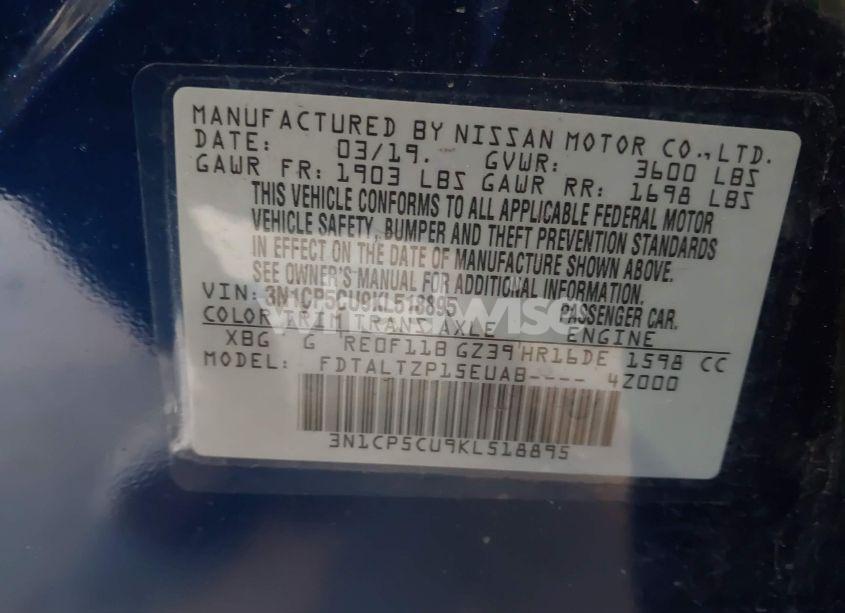 MANUFACTURED BY NISSAN MOTOR CO., LTD.
DATE: 03/19. GVWR: 3600 LBS
GAWR FR: 1903 LBS GAWR RR: 1698 LBS
THIS VEHICLE CONFORMS TO ALL APPLICABLE FEDERAL MOTOR
VEHICLE SAFETY, BUMPER AND THEFT PREVENTION STANDARDS
IN EFFECT ON THE DATE OF MANUFACTURE SHOWN ABOVE.
SEE OWNER'S MANUAL FOR ADDITIONAL INFORMATION.
VIN: 3N1CP5CU9KL518895 PASSENGER CAR.
COLOR TRIM TRANS AXLE ENGINE
XBG G RE0F11B GZ39 HR16DE 1598 CC
MODEL: FDTALTZP15EUAB---- 4Z000
3N1CP5CU9KL518895